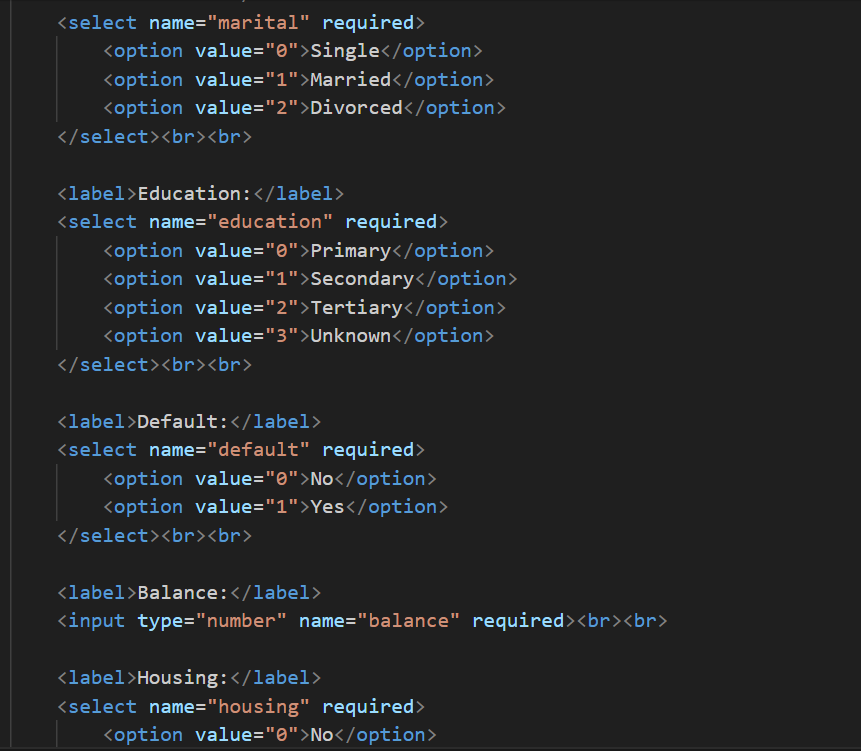 <select name="marital" required>
    <option value="0">Single</option>
    <option value="1">Married</option>
    <option value="2">Divorced</option>
</select><br><br>

<label>Education:</label>
<select name="education" required>
    <option value="0">Primary</option>
    <option value="1">Secondary</option>
    <option value="2">Tertiary</option>
    <option value="3">Unknown</option>
</select><br><br>

<label>Default:</label>
<select name="default" required>
    <option value="0">No</option>
    <option value="1">Yes</option>
</select><br><br>

<label>Balance:</label>
<input type="number" name="balance" required><br><br>

<label>Housing:</label>
<select name="housing" required>
    <option value="0">No</option>